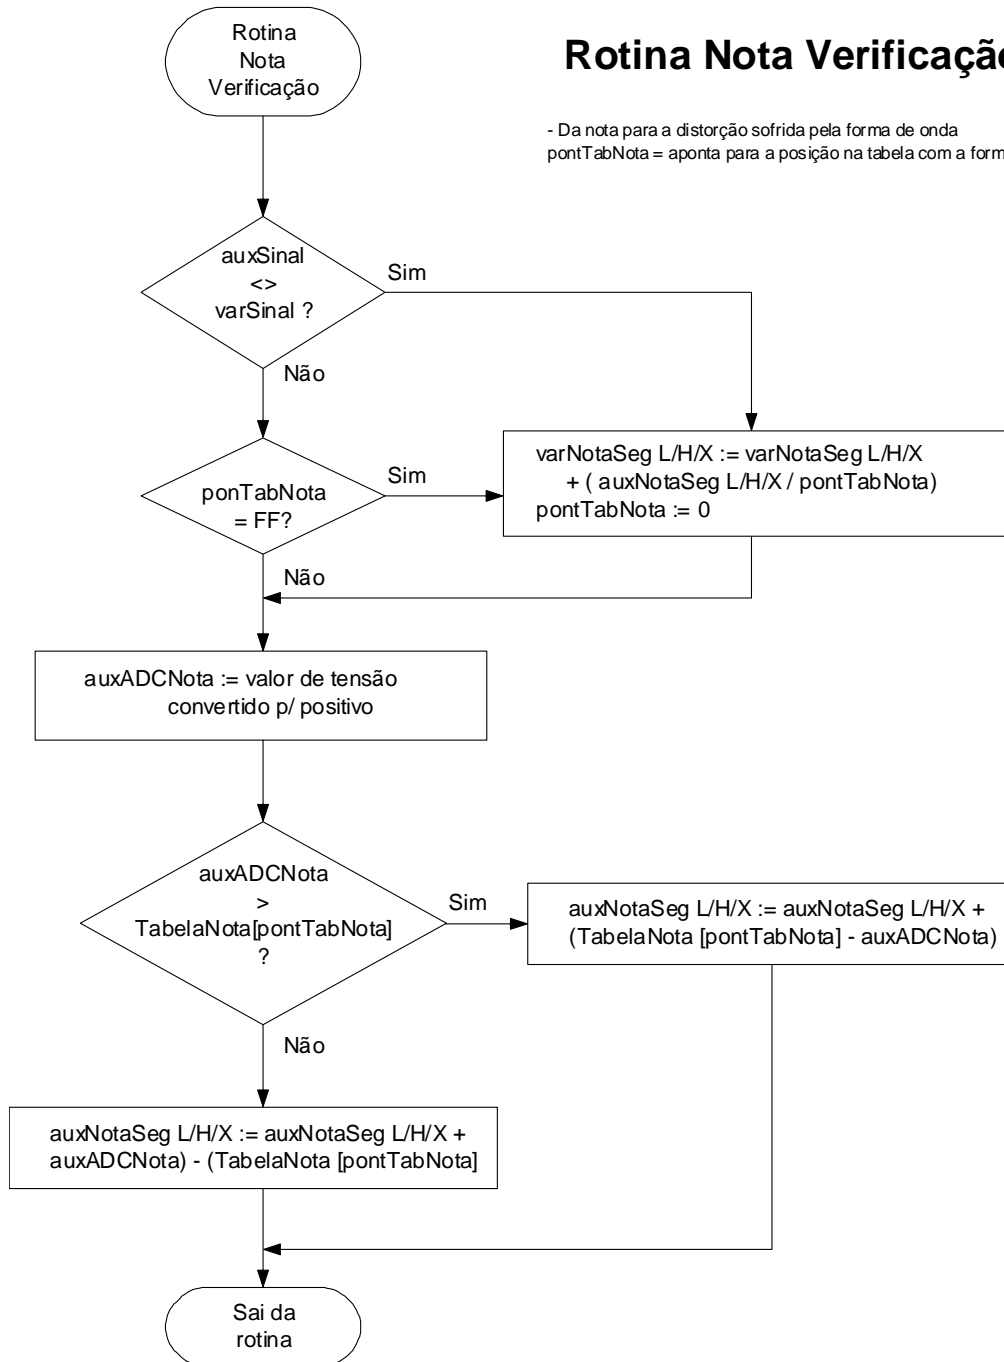 Rotina
Nota
Verificação
Rotina Nota Verificação
- Da nota para a distorção sofrida pela forma de onda
pontTabNota = aponta para a posição na tabela com a form
auxSinal
<>
varSinal ?
Sim
Não
ponTabNota
= FF?
Sim
varNotaSeg L/H/X := varNotaSeg L/H/X
+ ( auxNotaSeg L/H/X / pontTabNota)
pontTabNota := 0
Não
auxADCNota := valor de tensão
convertido p/ positivo
auxADCNota
>
TabelaNota[pontTabNota]
?
Sim
auxNotaSeg L/H/X := auxNotaSeg L/H/X +
(TabelaNota [pontTabNota] - auxADCNota)
Não
auxNotaSeg L/H/X := auxNotaSeg L/H/X +
auxADCNota) - (TabelaNota [pontTabNota]
Sai da
rotina